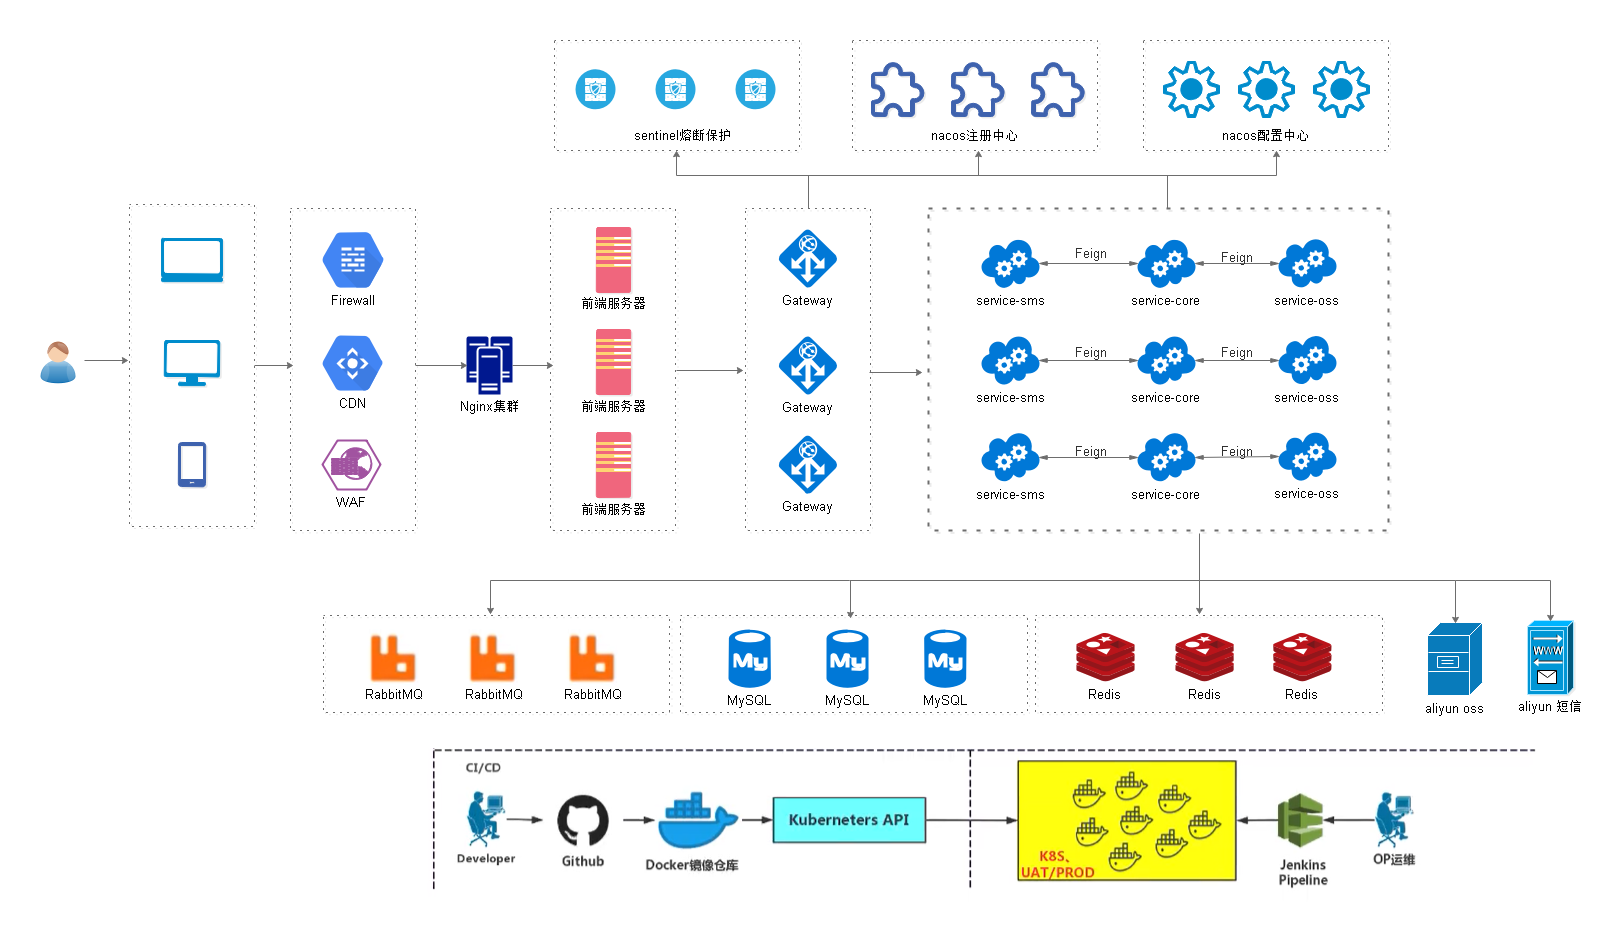 sentinel熔断保护
nacos注册中心
nacos配置中心
Firewall
CDN
WAF
Nginx集群
前端服务器
前端服务器
前端服务器
Gateway
Gateway
Gateway
Feign
Feign
service-sms
service-core
service-oss
Feign
Feign
service-sms
service-core
service-oss
Feign
Feign
service-sms
service-core
service-oss
RabbitMQ
RabbitMQ
RabbitMQ
My
My
My
MySQL
MySQL
MySQL
Redis
Redis
Redis
aliyun oss
WWW
aliyun 短信
CI/CD
Developer
Github
Docker镜像仓库
Kuberneters API
K8S、
UAT/PROD
Jenkins
Pipeline
OP运维